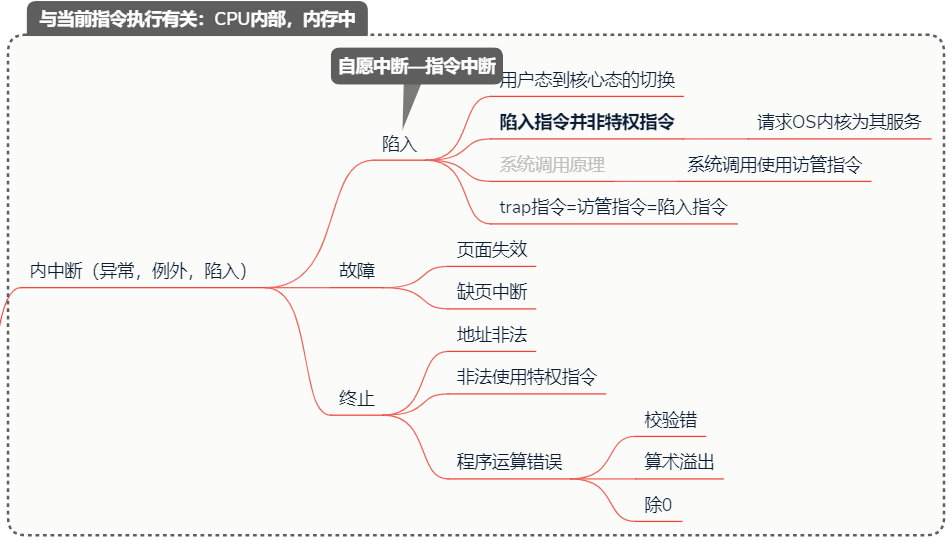 与当前指令执行有关：CPU内部，内存中
自愿中断—指令中断
用户态到核心态的切换
陷入指令并非特权指令
请求OS内核为其服务
陷入
系统调用原理
系统调用使用访管指令
trap指令=访管指令=陷入指令
内中断（异常，例外，陷入）
故障
页面失效
缺页中断
终止
地址非法
非法使用特权指令
程序运算错误
校验错
算术溢出
除0